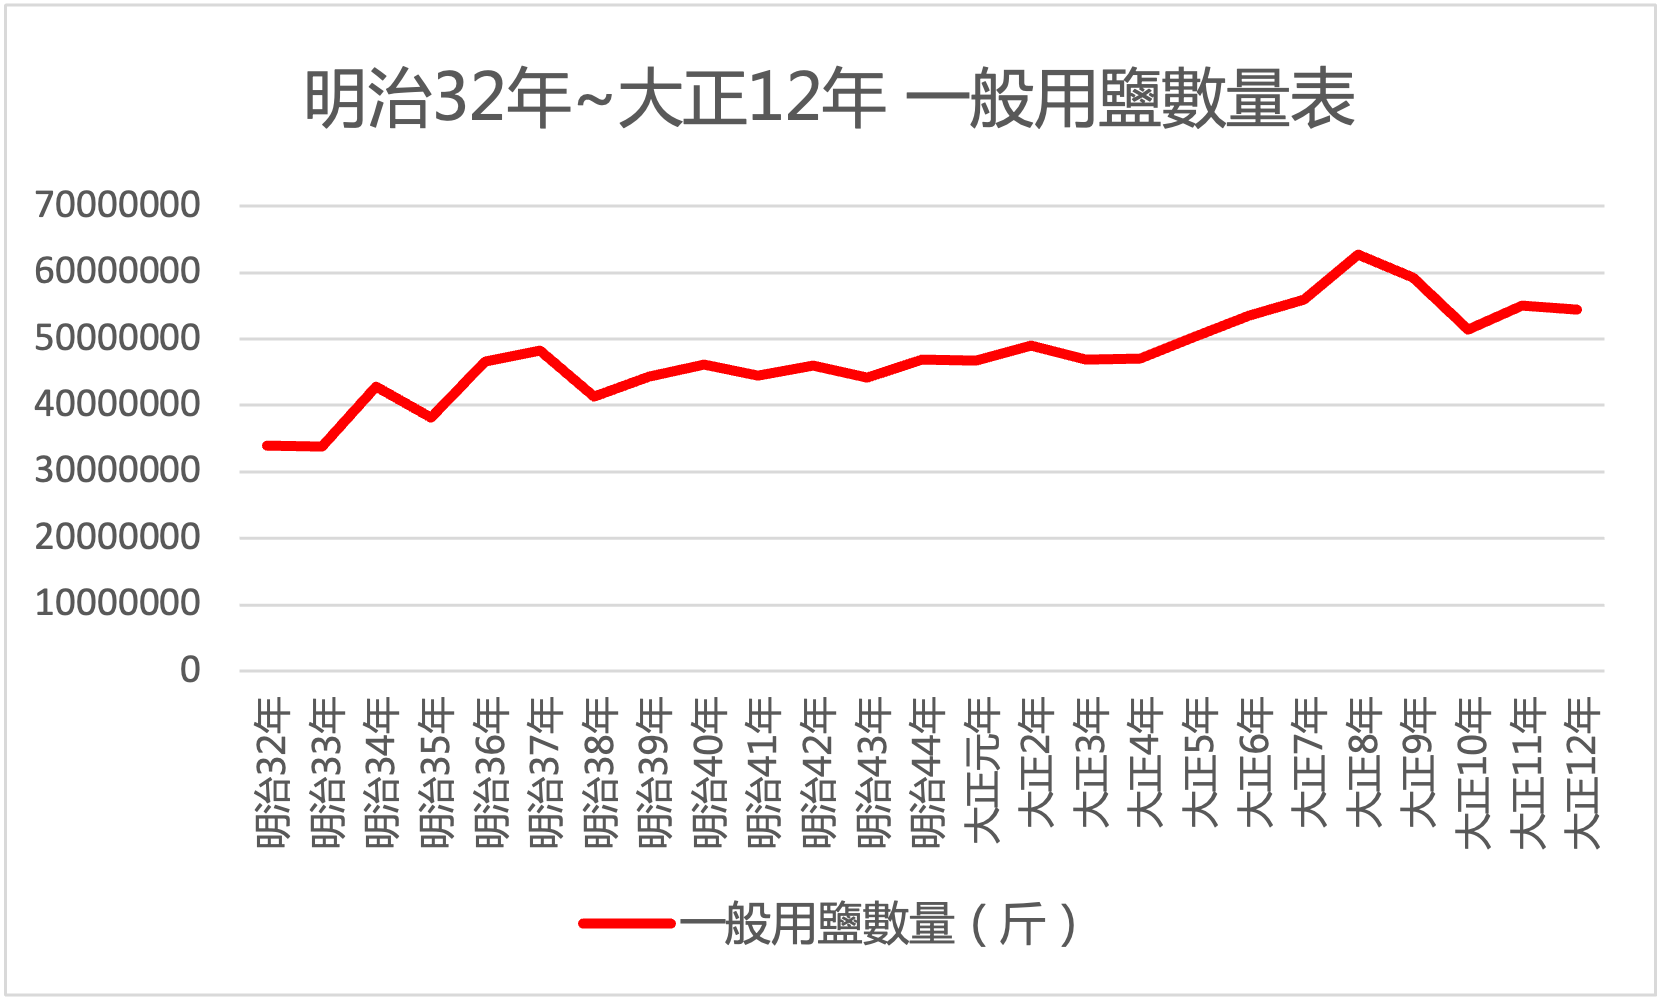 明治32年~大正12年 一般用鹽數量表
70000000
60000000
50000000
40000000
30000000
20000000
10000000
0
明治32年
明治33年
明治34年
明治35年
明治36年
明治37年
明治38年
明治39年
明治40年
明治41年
明治42年
明治43年
明治44年
大正元年
大正2年
大正3年
大正4年
大正5年
大正6年
大正7年
大正8年
大正9年
大正10年
大正11年
大正12年
一般用鹽數量（斤）